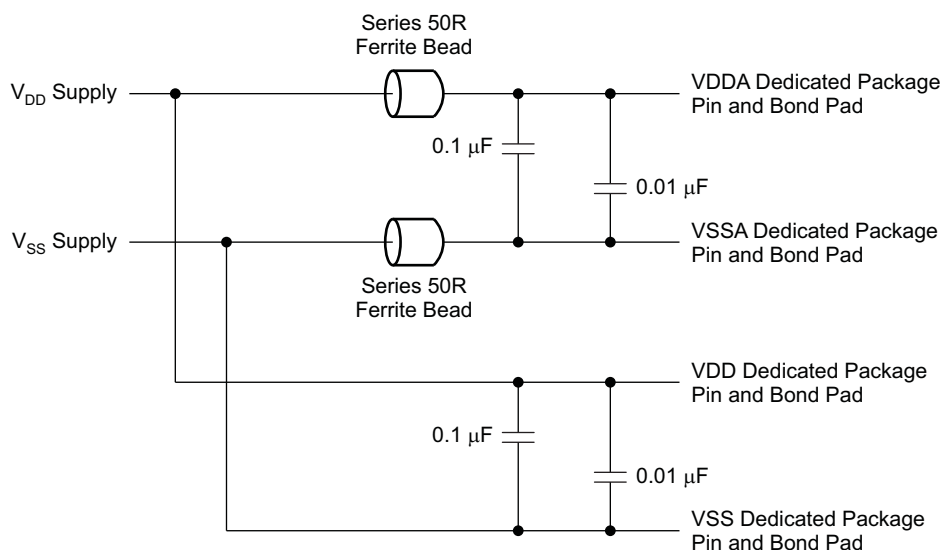 Series 50R
Ferrite Bead
V_DD Supply
VDDA Dedicated Package
Pin and Bond Pad
0.1 μF
0.01 μF
V_SS Supply
VSSA Dedicated Package
Pin and Bond Pad
Series 50R
Ferrite Bead
VDD Dedicated Package
Pin and Bond Pad
0.1 μF
0.01 μF
VSS Dedicated Package
Pin and Bond Pad